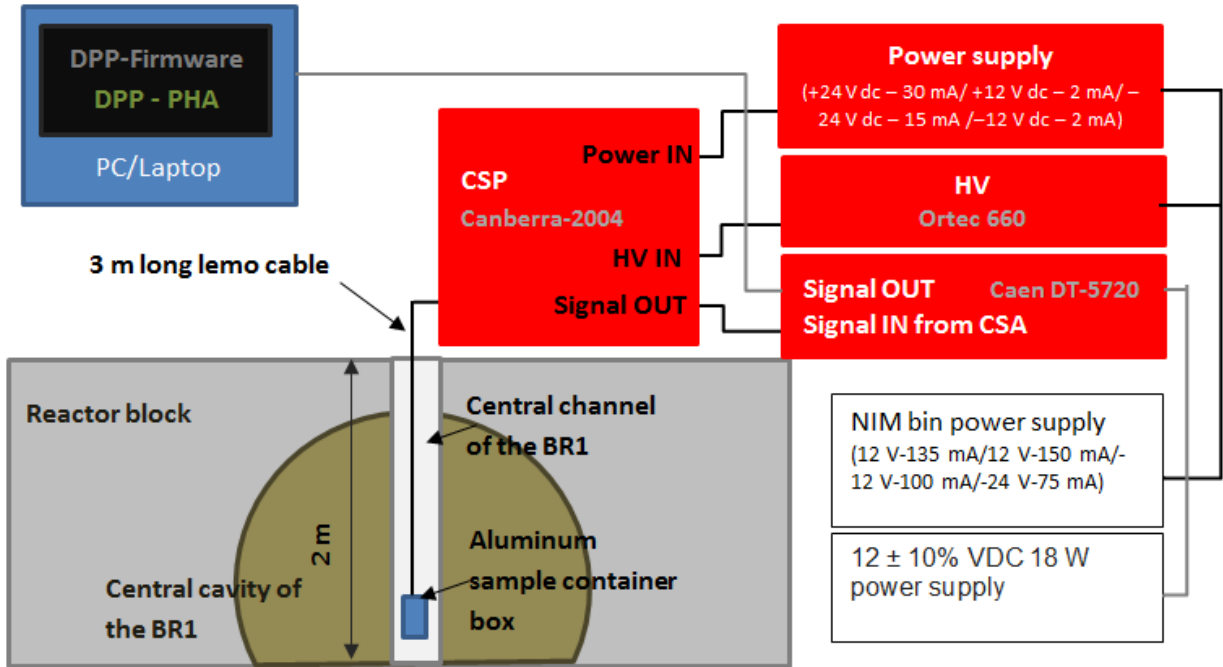 DPP-Firmware
DPP - PHA
PC/Laptop
Power supply
(+24 V dc – 30 mA/ +12 V dc – 2 mA/ –
24 V dc – 15 mA /–12 V dc – 2 mA)
Power IN
CSP
Canberra-2004
HV IN
Signal OUT
HV
Ortec 660
Signal OUT Caen DT-5720
Signal IN from CSA
3 m long lemo cable
Reactor block
Central channel
of the BR1
2 m
Aluminum
sample container
box
Central cavity of
the BR1
NIM bin power supply
(12 V-135 mA/12 V-150 mA/-
12 V-100 mA/-24 V-75 mA)
12 ± 10% VDC 18 W
power supply